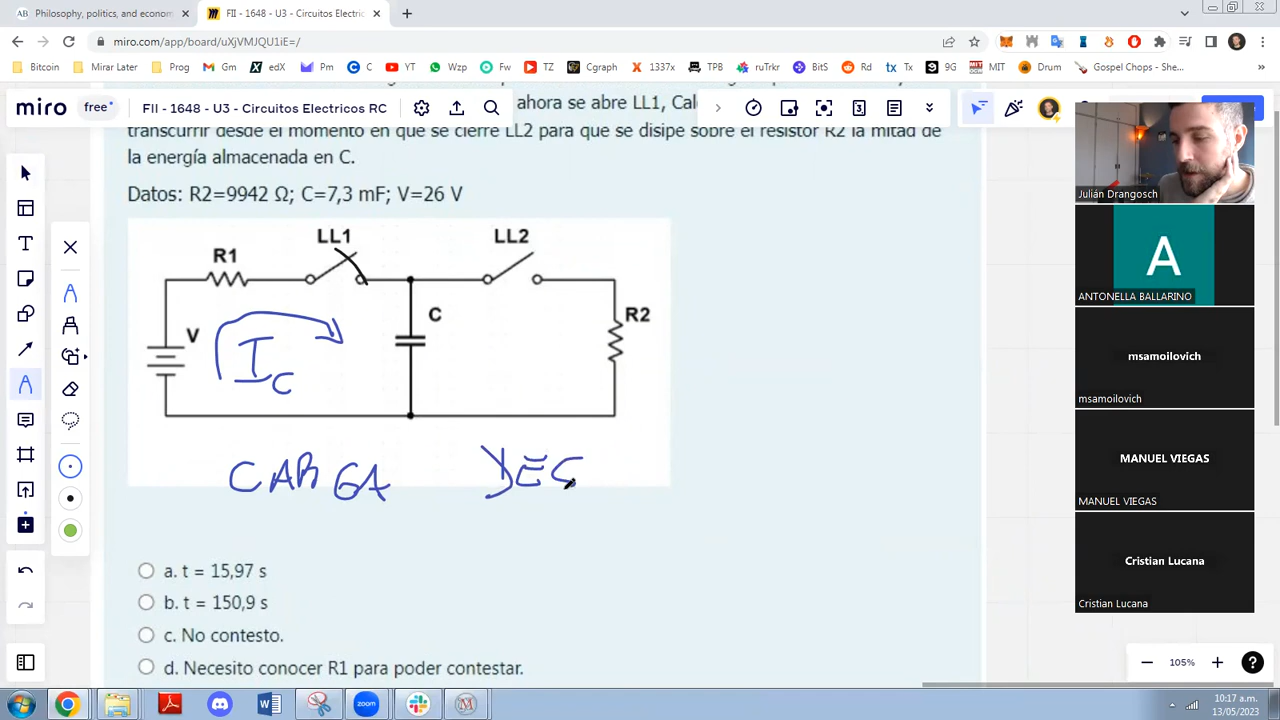 Philosophy, politics, and econom
FII - 1648 - U3 - Circuitos Electric
miro.com/app/board/uXjVMJQU1iE=/
Bitcoin
Mirar Later
Prog
Gm
edX
Pm
C
YT
Wzp
Fw
TZ
Cgraph
1337x
TPB
ruTrkr
Bit5
Rd
Tx
9G
MIT
Drum
Gospel Chops - She...
miro free
FII - 1648 - U3 - Circuitos Electricos RC
ahora se abre LL1, Cal
transcurrir desde el momento en que se cierre LL2 para que se disipe sobre el resistor R2 la mitad de
la energía almacenada en C.
Datos: R2=9942 Ω; C=7,3 mF; V=26 V
LL1
LL2
R1
C
R2
V
I C
CARGA DES
a. t = 15,97 s
b. t = 150,9 s
c. No contesto.
d. Necesito conocer R1 para poder contestar.
Julián Drangosch
A
ANTONELLA BALLARINO
msamoilovich
msamoilovich
MANUEL VIEGAS
MANUEL VIEGAS
Cristian Lucana
Cristian Lucana
105%
zoom
10:17 a.m.
13/05/2023